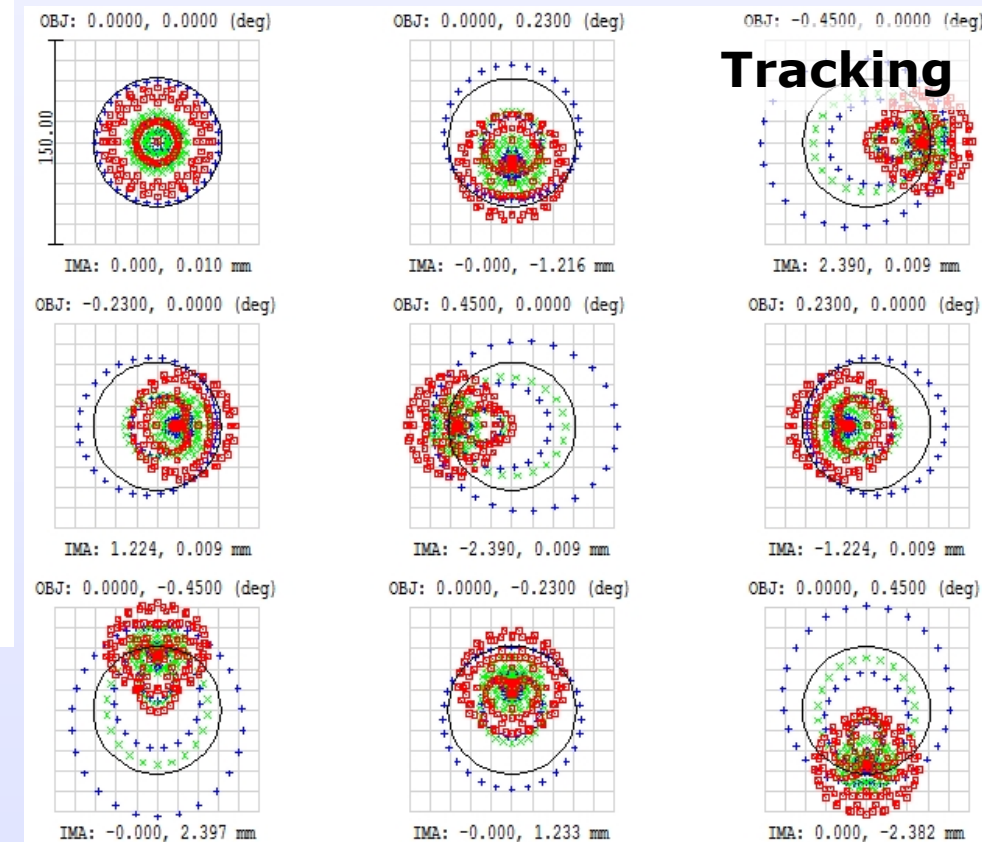 OBJ: 0.0000, 0.0000 (deg)
OBJ: 0.0000, 0.2300 (deg)
OBJ: -0.4500, 0.0000 (deg)
Tracking
150.00
IMA: 0.000, 0.010 mm
IMA: -0.000, -1.216 mm
IMA: 2.390, 0.009 mm
OBJ: -0.2300, 0.0000 (deg)
OBJ: 0.4500, 0.0000 (deg)
OBJ: 0.2300, 0.0000 (deg)
IMA: 1.224, 0.009 mm
IMA: -2.390, 0.009 mm
IMA: -1.224, 0.009 mm
OBJ: 0.0000, -0.4500 (deg)
OBJ: 0.0000, -0.2300 (deg)
OBJ: 0.0000, 0.4500 (deg)
IMA: -0.000, 2.397 mm
IMA: -0.000, 1.233 mm
IMA: 0.000, -2.382 mm